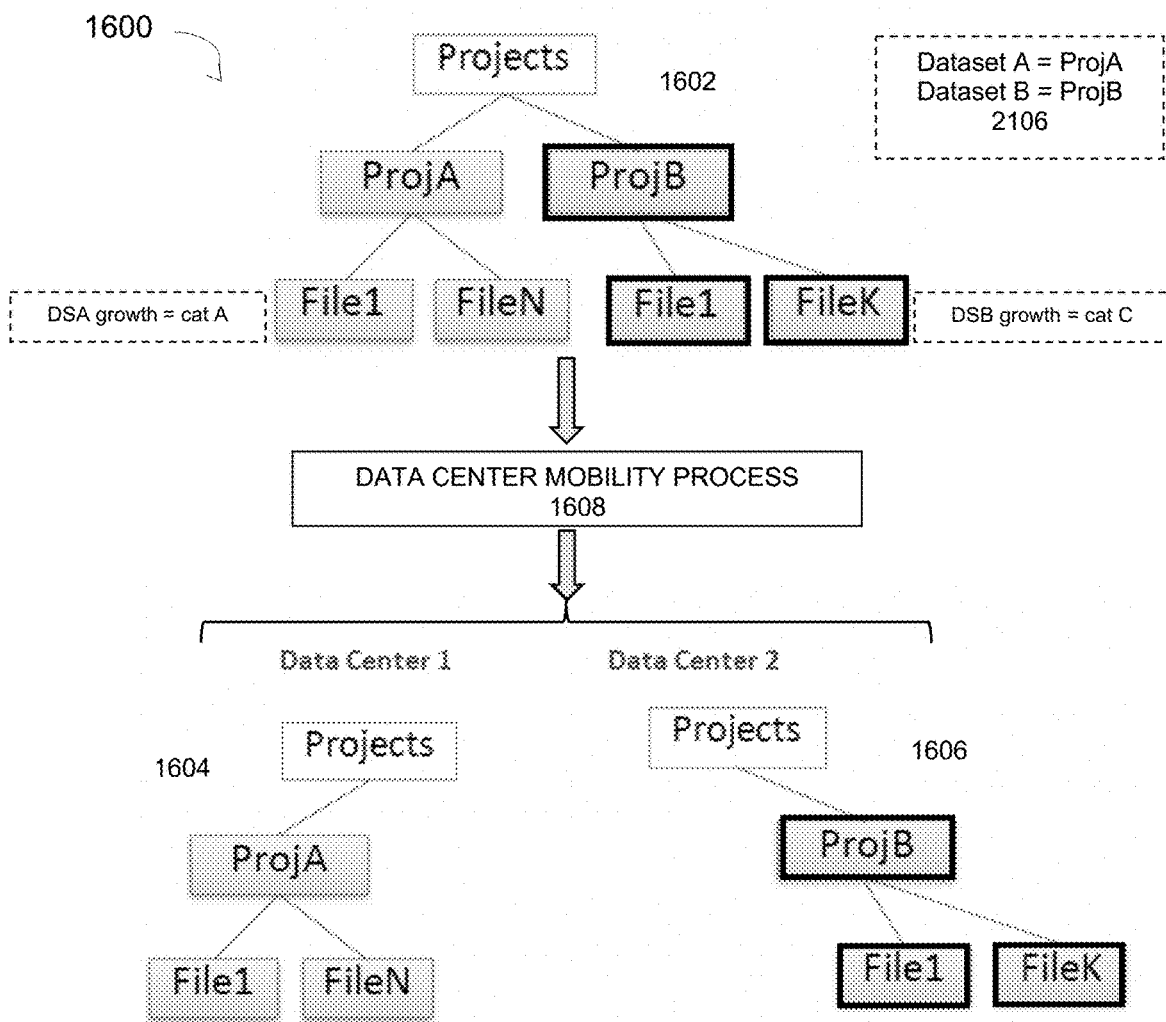 1600
Projects
1602
Dataset A = ProjA
Dataset B = ProjB
2106
ProjA
ProjB
DSA growth = cat A
File1
FileN
File1
FileK
DSB growth = cat C
DATA CENTER MOBILITY PROCESS
1608
Data Center 1
Data Center 2
Projects
Projects
1604
1606
ProjA
ProjB
File1
FileN
File1
FileK